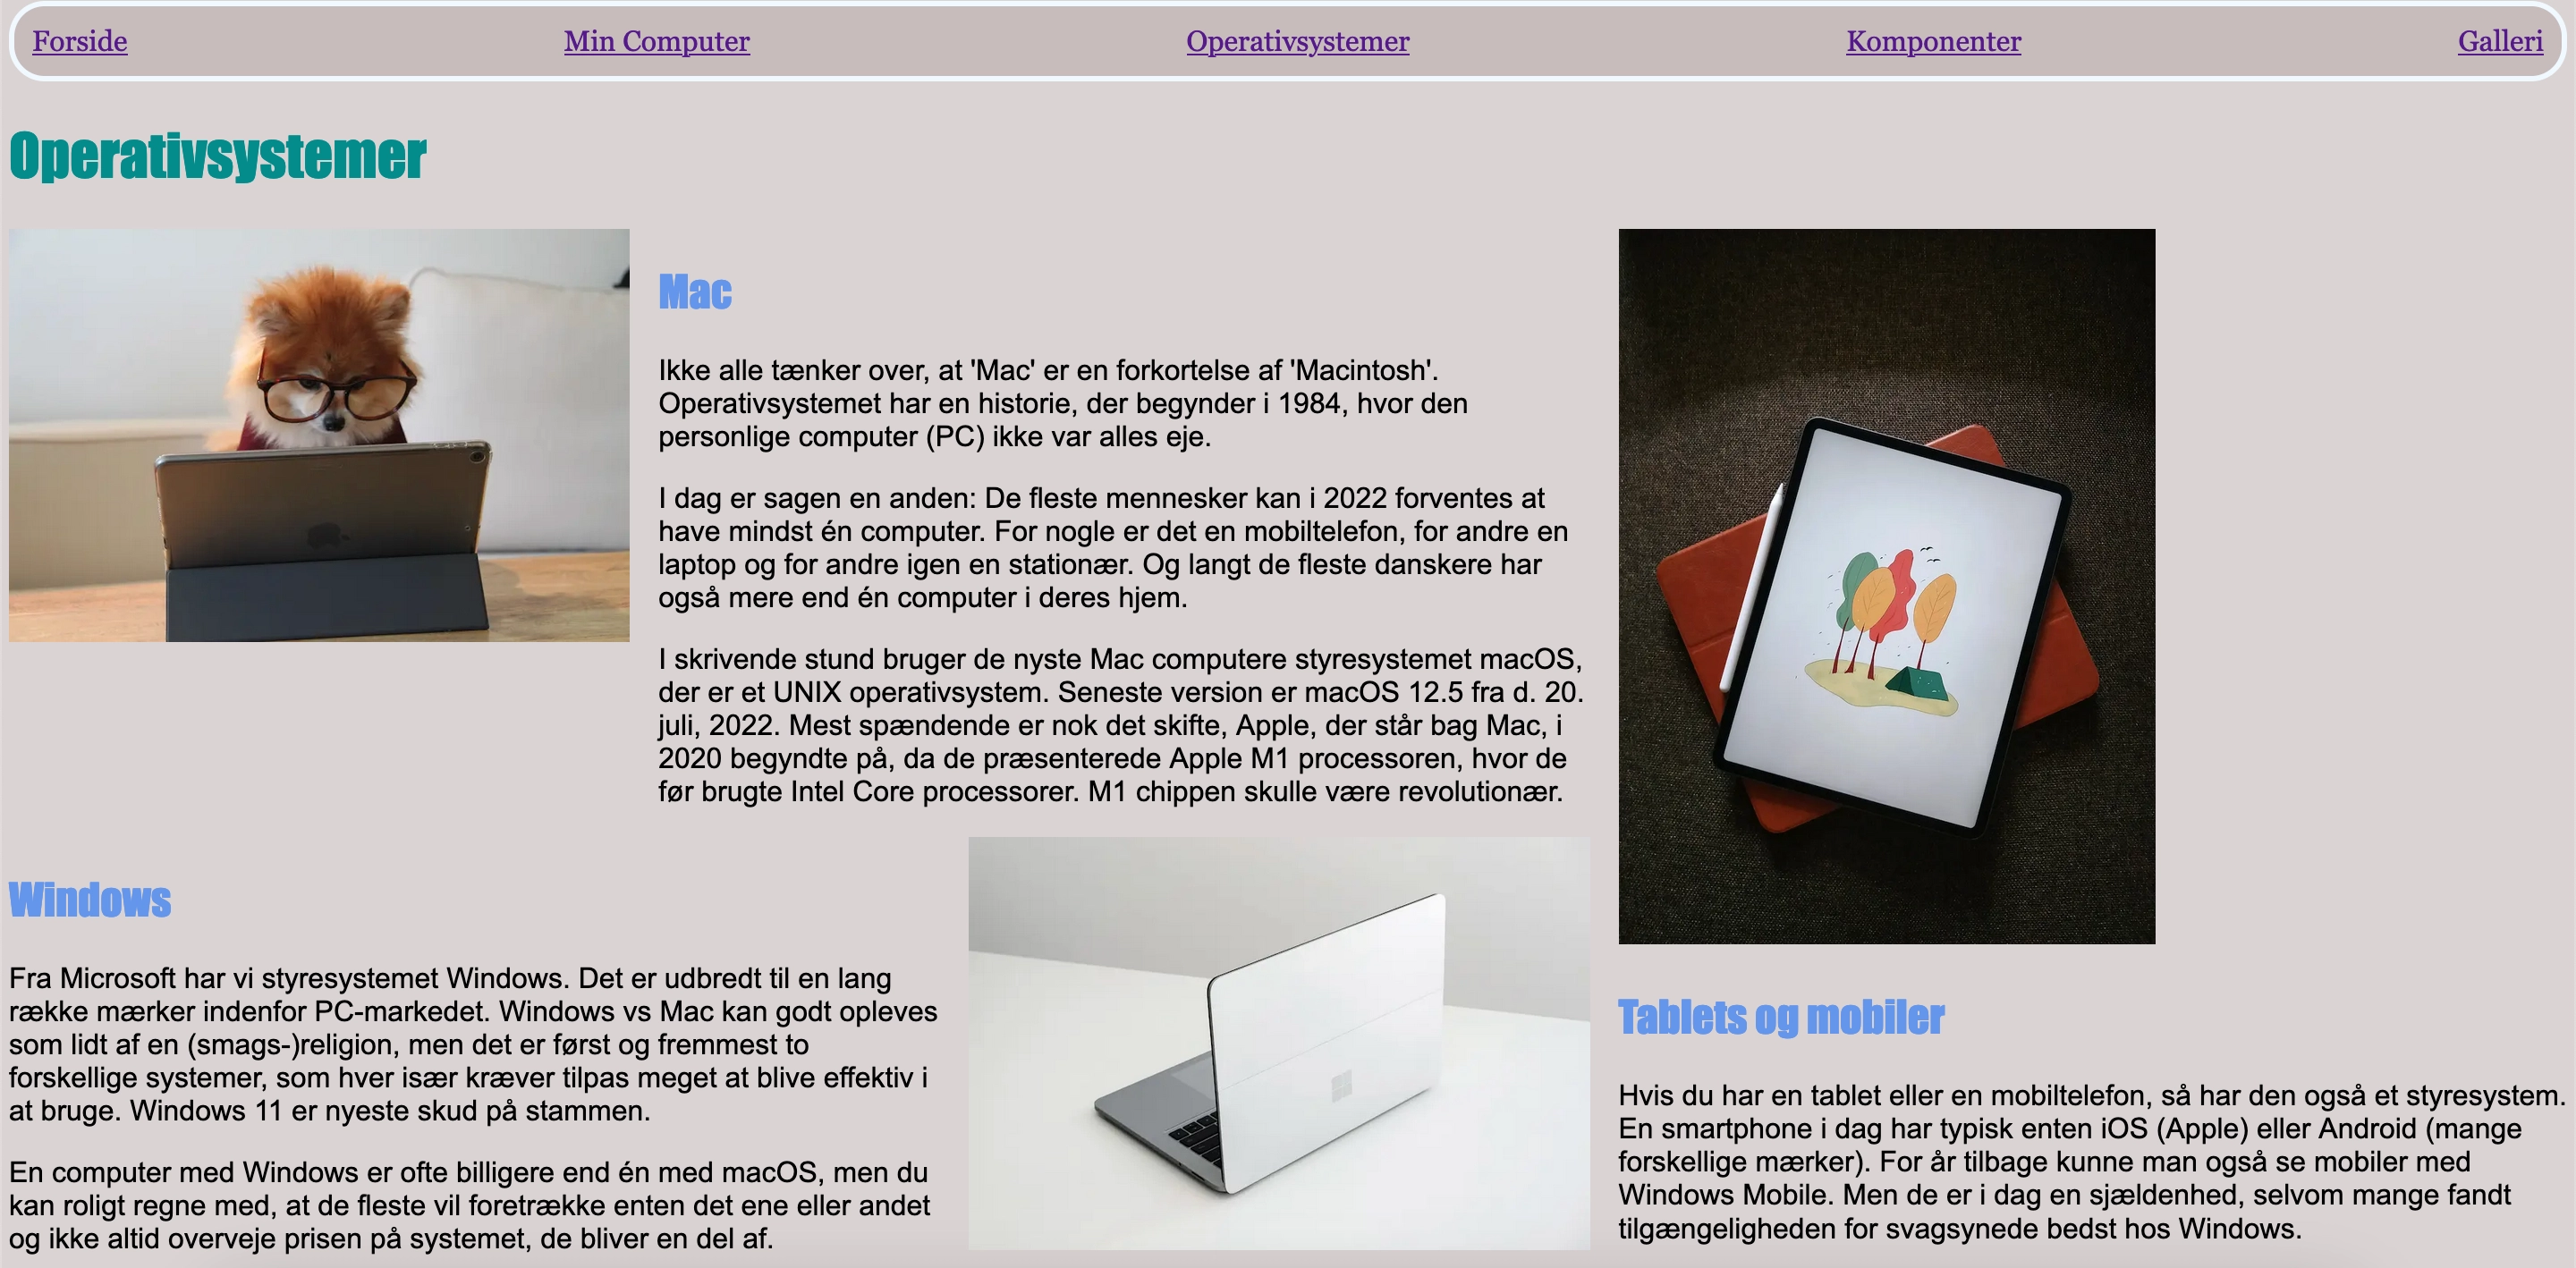 Forside
Min Computer
Operativsystemer
Komponenter
Galleri
Operativsystemer
Mac
Ikke alle tænker over, at 'Mac' er en forkortelse af 'Macintosh'.
Operativsystemet har en historie, der begynder i 1984, hvor den
personlige computer (PC) ikke var alles eje.
I dag er sagen en anden: De fleste mennesker kan i 2022 forventes at
have mindst én computer. For nogle er det en mobiltelefon, for andre en
laptop og for andre igen en stationær. Og langt de fleste danskere har
også mere end én computer i deres hjem.
I skrivende stund bruger de nyste Mac computere styresystemet macOS,
der er et UNIX operativsystem. Seneste version er macOS 12.5 fra d. 20.
juli, 2022. Mest spændende er nok det skifte, Apple, der står bag Mac, i
2020 begyndte på, da de præsenterede Apple M1 processoren, hvor de
før brugte Intel Core processorer. M1 chippen skulle være revolutionær.
Windows
Fra Microsoft har vi styresystemet Windows. Det er udbredt til en lang
række mærker indenfor PC-markedet. Windows vs Mac kan godt opleves
som lidt af en (smags-)religion, men det er først og fremmest to
forskellige systemer, som hver især kræver tilpas meget at blive effektiv i
at bruge. Windows 11 er nyeste skud på stammen.
En computer med Windows er ofte billigere end én med macOS, men du
kan roligt regne med, at de fleste vil foretrække enten det ene eller andet
og ikke altid overveje prisen på systemet, de bliver en del af.
Tablets og mobiler
Hvis du har en tablet eller en mobiltelefon, så har den også et styresystem.
En smartphone i dag har typisk enten iOS (Apple) eller Android (mange
forskellige mærker). For år tilbage kunne man også se mobiler med
Windows Mobile. Men de er i dag en sjældenhed, selvom mange fandt
tilgængeligheden for svagsynede bedst hos Windows.